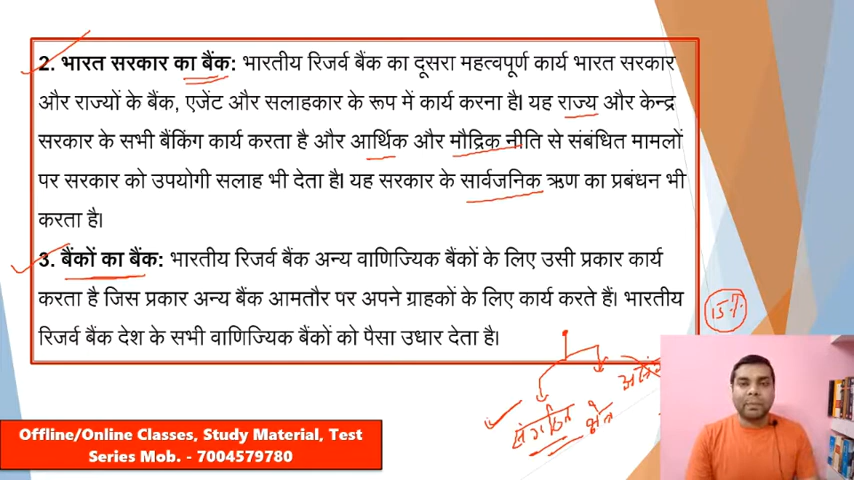 2. भारत सरकार का बैंक: भारतीय रिजर्व बैंक का दूसरा महत्वपूर्ण कार्य भारत सरकार
और राज्यों के बैंक, एजेंट और सलाहकार के रूप में कार्य करना है। यह राज्य और केन्द्र
सरकार के सभी बैंकिंग कार्य करता है और आर्थिक और मौद्रिक नीति से संबंधित मामलों
पर सरकार को उपयोगी सलाह भी देता है। यह सरकार के सार्वजनिक ऋण का प्रबंधन भी
करता है।
3. बैंकों का बैंक: भारतीय रिजर्व बैंक अन्य वाणिज्यिक बैंकों के लिए उसी प्रकार कार्य
करता है जिस प्रकार अन्य बैंक आमतौर पर अपने ग्राहकों के लिए कार्य करते हैं। भारतीय
रिजर्व बैंक देश के सभी वाणिज्यिक बैंकों को पैसा उधार देता है।
15%
संगठित क्षेत्र
Offline/Online Classes, Study Material, Test
Series Mob. - 7004579780